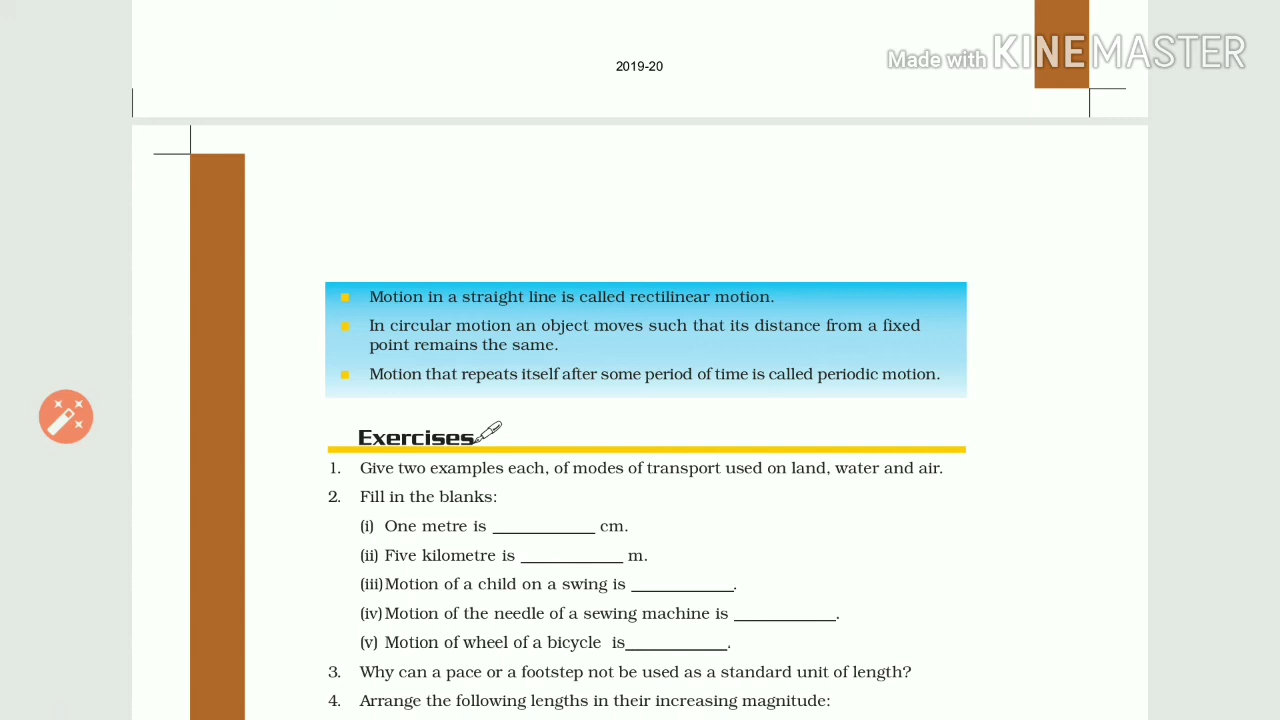 2019-20
Made with KINEMASTER
Motion in a straight line is called rectilinear motion.
In circular motion an object moves such that its distance from a fixed
point remains the same.
Motion that repeats itself after some period of time is called periodic motion.
Exercises
1. Give two examples each, of modes of transport used on land, water and air.
2. Fill in the blanks:
(i) One metre is ____________ cm.
(ii) Five kilometre is ____________ m.
(iii)Motion of a child on a swing is ____________.
(iv)Motion of the needle of a sewing machine is ____________.
(v) Motion of wheel of a bicycle is____________.
3. Why can a pace or a footstep not be used as a standard unit of length?
4. Arrange the following lengths in their increasing magnitude: